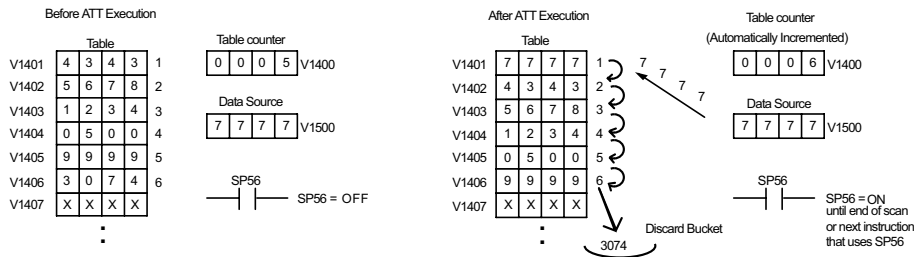 Before ATT Execution
Table
V1401 4 3 4 3 1
V1402 5 6 7 8 2
V1403 1 2 3 4 3
V1404 0 5 0 0 4
V1405 9 9 9 9 5
V1406 3 0 7 4 6
V1407 X X X X
Table counter
0 0 0 5 V1400
Data Source
7 7 7 7 V1500
SP56
SP56 = OFF
After ATT Execution
Table
V1401 7 7 7 7 1
V1402 4 3 4 3 2
V1403 5 6 7 8 3
V1404 1 2 3 4 4
V1405 0 5 0 0 5
V1406 9 9 9 9 6
V1407 X X X X
7 7 7 7
Discard Bucket
3074
Table counter
(Automatically Incremented)
0 0 0 6 V1400
Data Source
7 7 7 7 V1500
SP56
SP56 = ON
until end of scan
or next instruction
that uses SP56